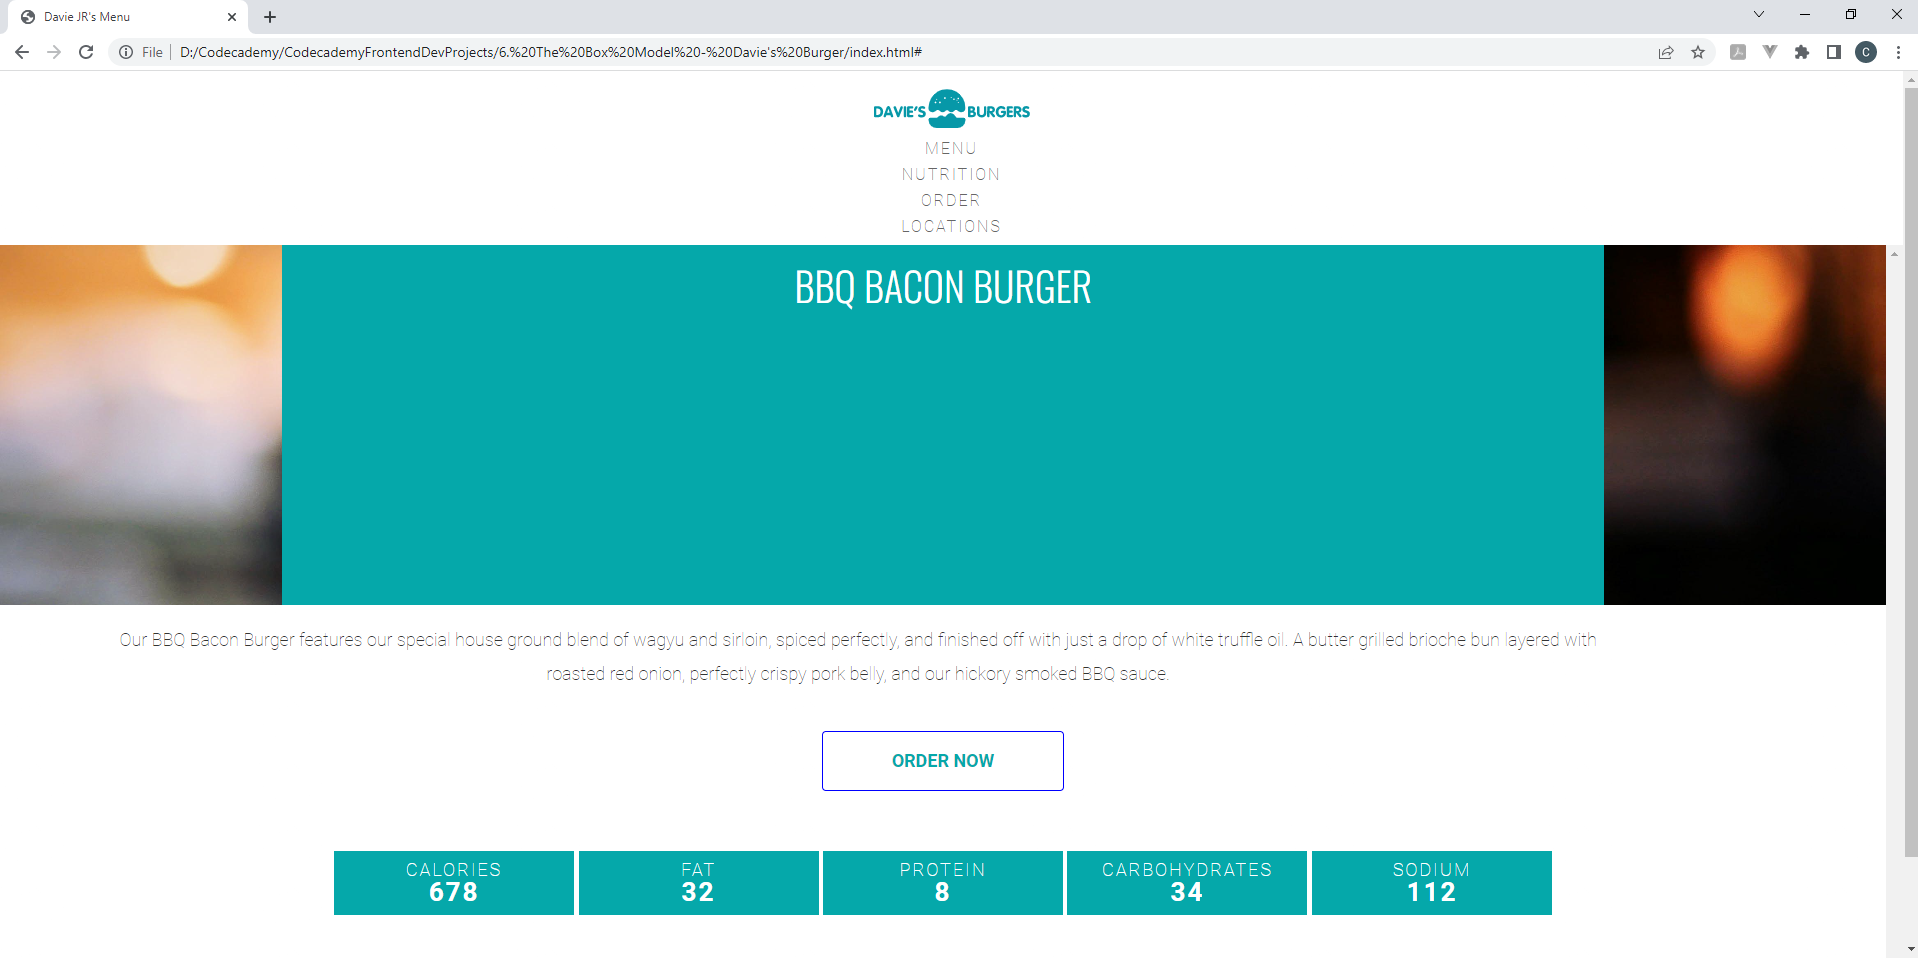 Davie JR's Menu
File
D:/Codecademy/CodecademyFrontendDevProjects/6.%20The%20Box%20Model%20-%20Davie's%20Burger/index.html#
C
DAVIE'S BURGERS
MENU
NUTRITION
ORDER
LOCATIONS
BBQ BACON BURGER
Our BBQ Bacon Burger features our special house ground blend of wagyu and sirloin, spiced perfectly, and finished off with just a drop of white truffle oil. A butter grilled brioche bun layered with
roasted red onion, perfectly crispy pork belly, and our hickory smoked BBQ sauce.
ORDER NOW
CALORIES FAT PROTEIN CARBOHYDRATES SODIUM
678 32 8 34 112